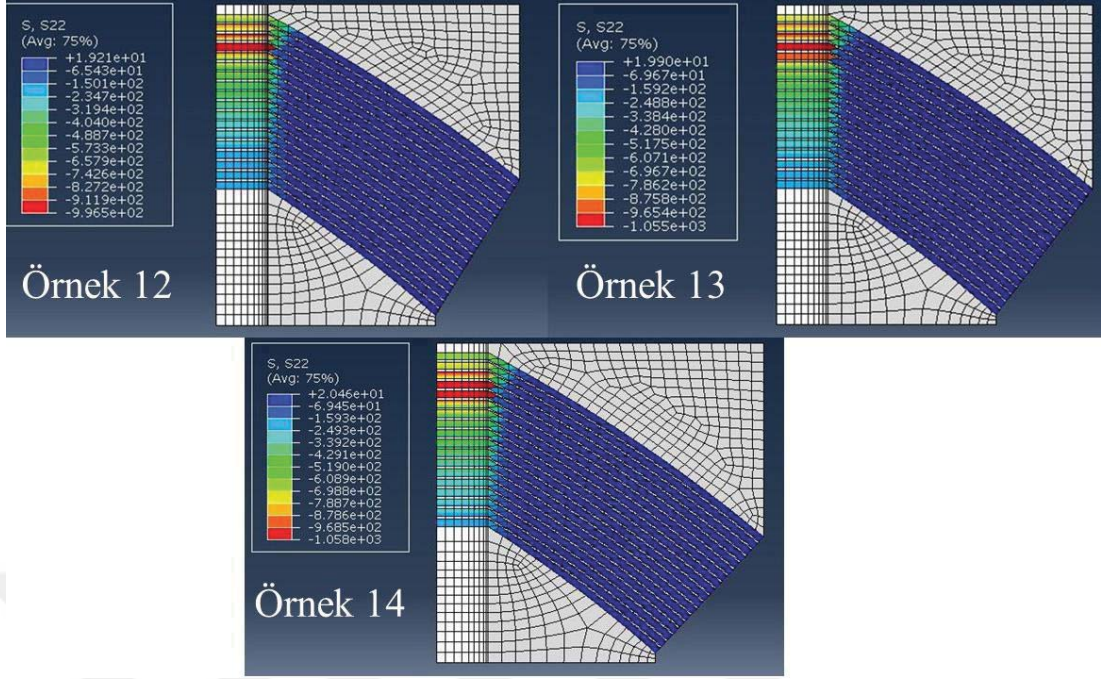 S, S22
(Avg: 75%)
+1.921e+01
-6.543e+01
-1.501e+02
-2.347e+02
-3.194e+02
-4.040e+02
-4.887e+02
-5.733e+02
-6.579e+02
-7.426e+02
-8.272e+02
-9.119e+02
-9.965e+02
Örnek 12
S, S22
(Avg: 75%)
+1.990e+01
-6.967e+01
-1.592e+02
-2.488e+02
-3.384e+02
-4.280e+02
-5.175e+02
-6.071e+02
-6.967e+02
-7.862e+02
-8.758e+02
-9.654e+02
-1.055e+03
Örnek 13
S, S22
(Avg: 75%)
+2.046e+01
-6.945e+01
-1.593e+02
-2.493e+02
-3.392e+02
-4.291e+02
-5.190e+02
-6.089e+02
-6.988e+02
-7.887e+02
-8.786e+02
-9.685e+02
-1.058e+03
Örnek 14